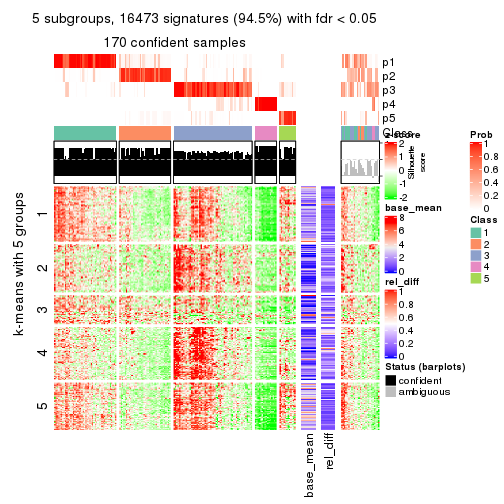 5 subgroups, 16473 signatures (94.5%) with fdr < 0.05
170 confident samples
p1
p2
p3
p4
p5
Class
z-score
2
1
0
-1
-2
Silhouette
score
Prob
1
0.8
0.6
0.4
0.2
0
base_mean
8
6
4
2
0
Class
1
2
3
4
5
rel_diff
1
0.8
0.6
0.4
0.2
0
Status (barplots)
confident
ambiguous
k-means with 5 groups
1
2
3
4
5
base_mean
rel_diff